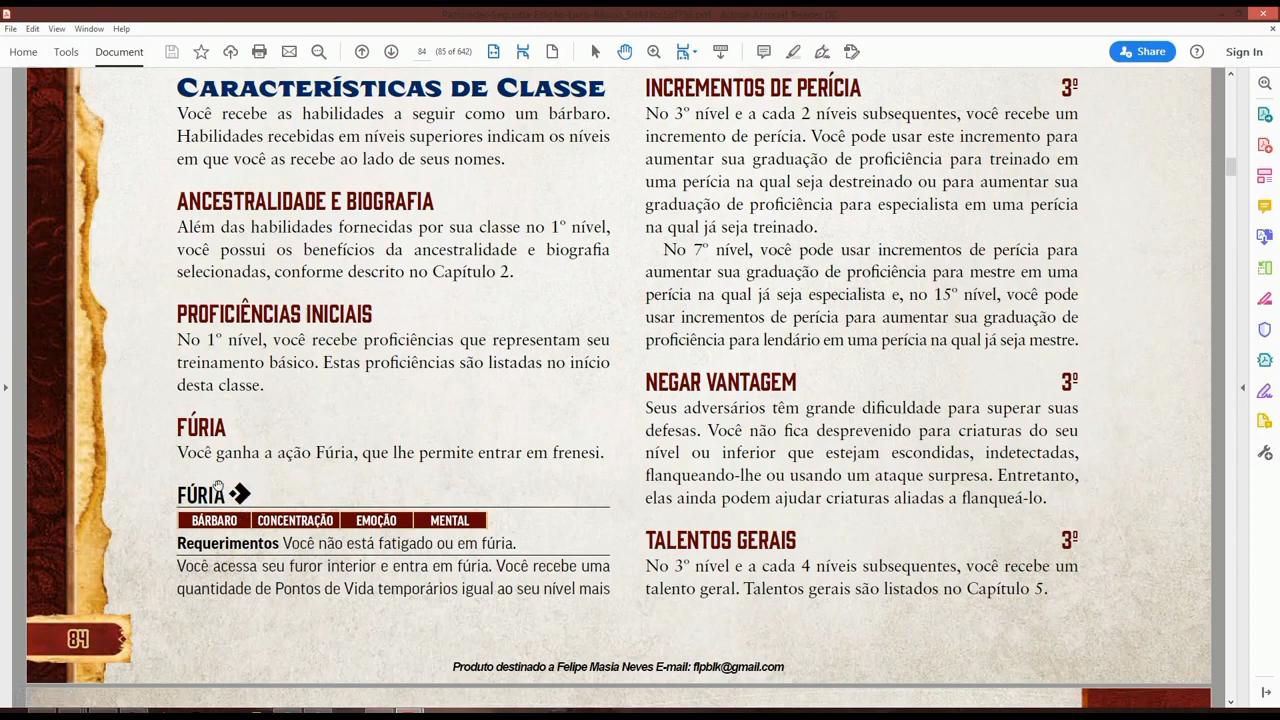 File Edit View Window Help
Home Tools Document
84 (85 of 642)
Share
Sign In
CARACTERÍSTICAS DE CLASSE
Você recebe as habilidades a seguir como um bárbaro.
Habilidades recebidas em níveis superiores indicam os níveis
em que você as recebe ao lado de seus nomes.
ANCESTRALIDADE E BIOGRAFIA
Além das habilidades fornecidas por sua classe no 1º nível,
você possui os benefícios da ancestralidade e biografia
selecionadas, conforme descrito no Capítulo 2.
PROFICIÊNCIAS INICIAIS
No 1º nível, você recebe proficiências que representam seu
treinamento básico. Estas proficiências são listadas no início
desta classe.
FÚRIA
Você ganha a ação Fúria, que lhe permite entrar em frenesi.
FÚRIA
BÁRBARO CONCENTRAÇÃO EMOÇÃO MENTAL
Requerimentos Você não está fatigado ou em fúria.
Você acessa seu furor interior e entra em fúria. Você recebe uma
quantidade de Pontos de Vida temporários igual ao seu nível mais
INCREMENTOS DE PERÍCIA 3º
No 3º nível e a cada 2 níveis subsequentes, você recebe um
incremento de perícia. Você pode usar este incremento para
aumentar sua graduação de proficiência para treinado em
uma perícia na qual seja destreinado ou para aumentar sua
graduação de proficiência para especialista em uma perícia
na qual já seja treinado.
No 7º nível, você pode usar incrementos de perícia para
aumentar sua graduação de proficiência para mestre em uma
perícia na qual já seja especialista e, no 15º nível, você pode
usar incrementos de perícia para aumentar sua graduação de
proficiência para lendário em uma perícia na qual já seja mestre.
NEGAR VANTAGEM 3º
Seus adversários têm grande dificuldade para superar suas
defesas. Você não fica desprevenido para criaturas do seu
nível ou inferior que estejam escondidas, indetectadas,
flanqueando-lhe ou usando um ataque surpresa. Entretanto,
elas ainda podem ajudar criaturas aliadas a flanqueá-lo.
TALENTOS GERAIS 3º
No 3º nível e a cada 4 níveis subsequentes, você recebe um
talento geral. Talentos gerais são listados no Capítulo 5.
84
Produto destinado a Felipe Masia Neves E-mail: flpblk@gmail.com